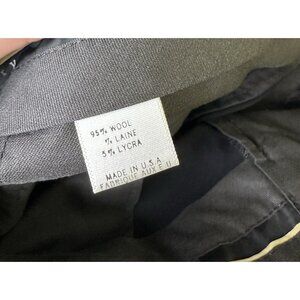 95% WOOL
% LAINE
5% LYCRA
MADE IN U.S.A
FABRIQUE AUX E U